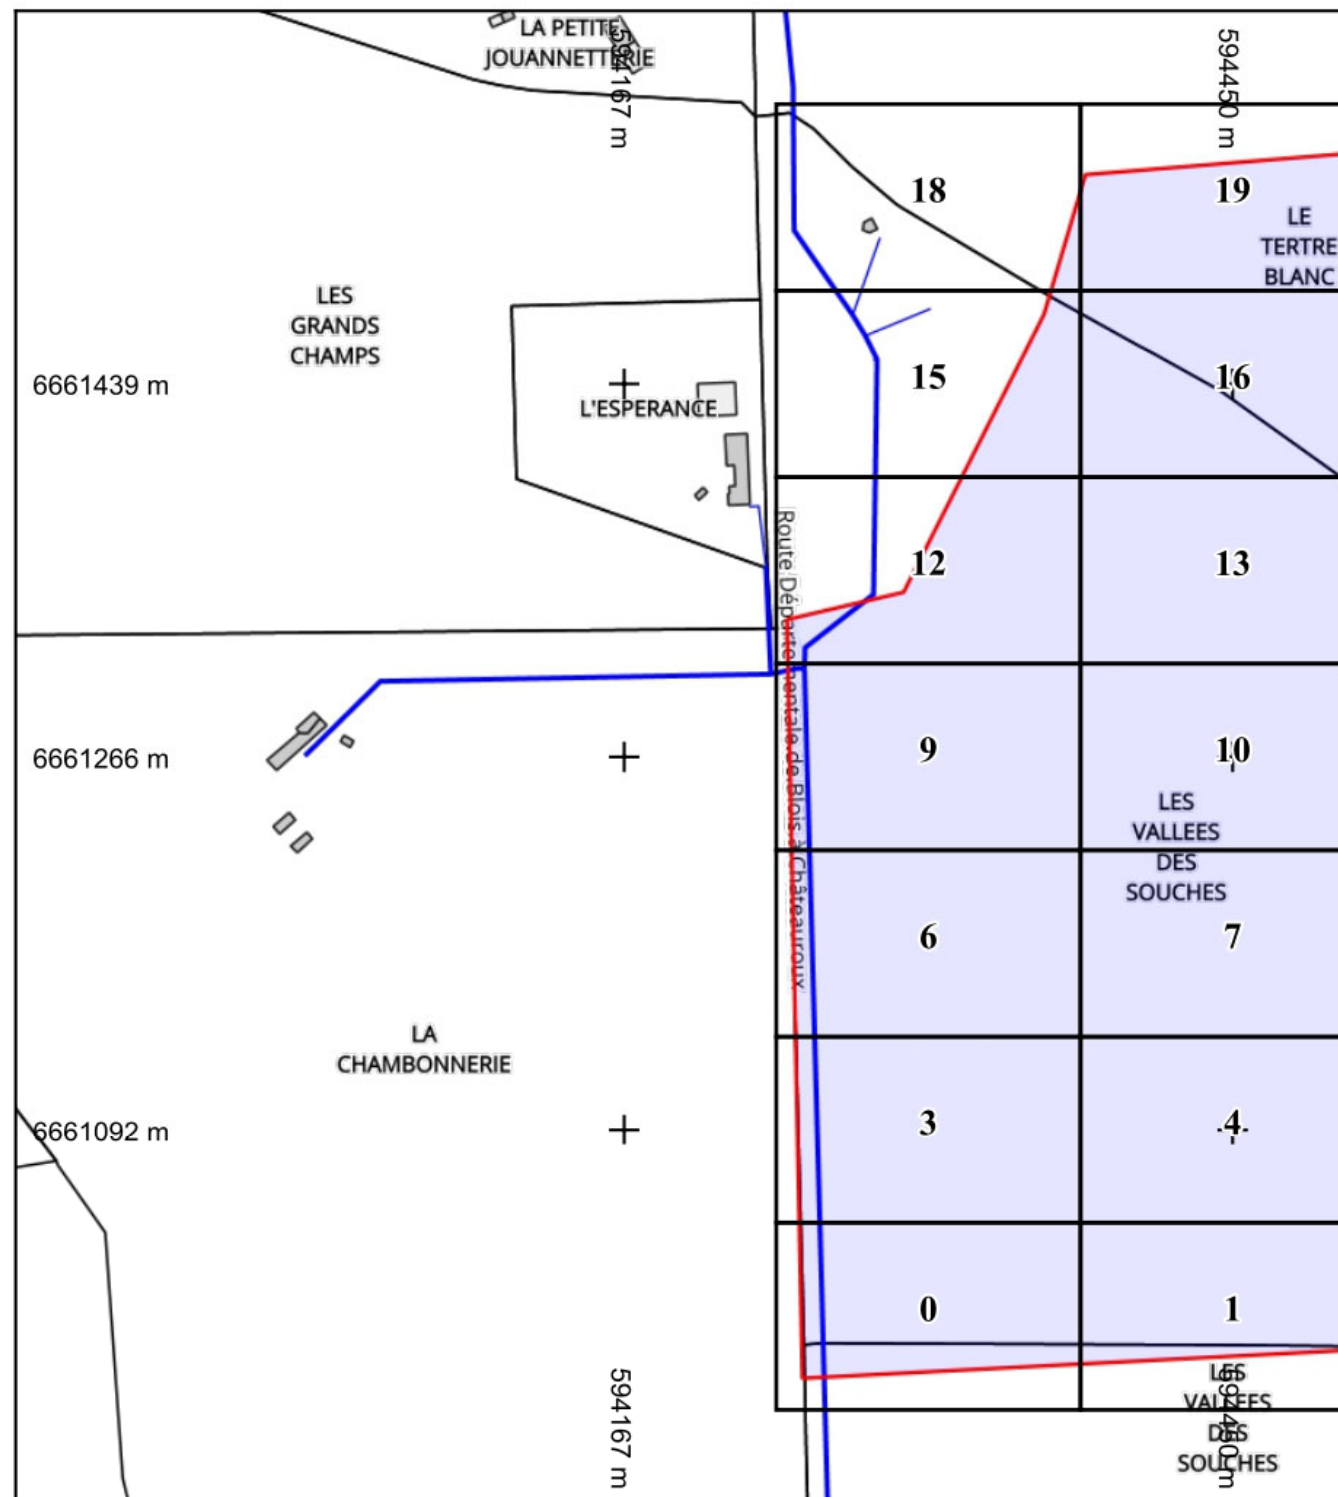 LA PETITE
JOUANNETTERIE
594167 m
594450 m
18
19
LE
TERTRE
BLANC
LES
GRANDS
CHAMPS
6661439 m
L'ESPERANCE
15
16
12
13
Route Départementale de Blois à Châteauroux
6661266 m
9
10
LES
VALLEES
DES
SOUCHES
6
7
LA
CHAMBONNERIE
6661092 m
3
4
0
1
594167 m
LES
VALLEES
DES
SOUCHES
594450 m